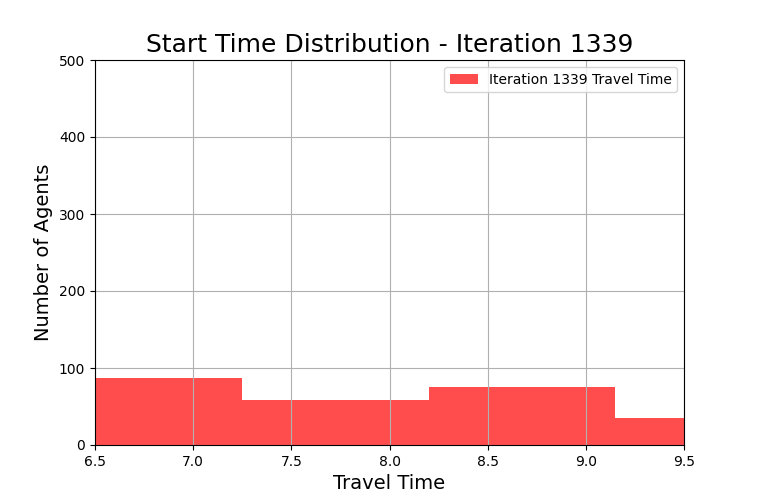 Start Time Distribution - Iteration 1339
500
Iteration 1339 Travel Time
400
300
200
100
0
Number of Agents
6.5 7.0 7.5 8.0 8.5 9.0 9.5
Travel Time